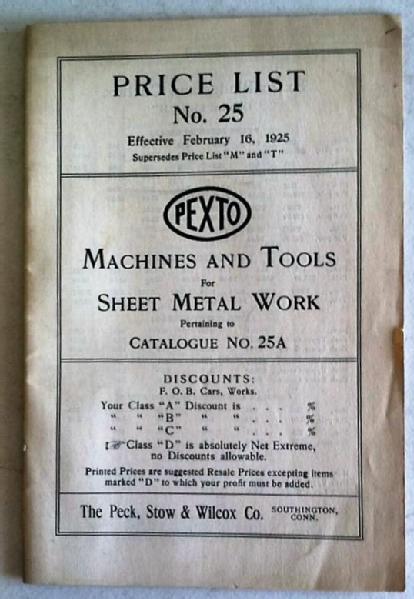 PRICE LIST
No. 25
Effective February 16, 1925
Supersedes Price List "M" and "T"
PEXTO
MACHINES AND TOOLS
For
SHEET METAL WORK
Pertaining to
CATALOGUE NO. 25A
DISCOUNTS:
F. O. B. Cars, Works.
Your Class "A" Discount is . . . %
" " "B" " " . . . %
" " "C" " " . . . %
☞Class "D" is absolutely Net Extreme,
no Discounts allowable.
Printed Prices are suggested Resale Prices excepting items
marked "D" to which your profit must be added.
The Peck, Stow & Wilcox Co. SOUTHINGTON,
CONN.